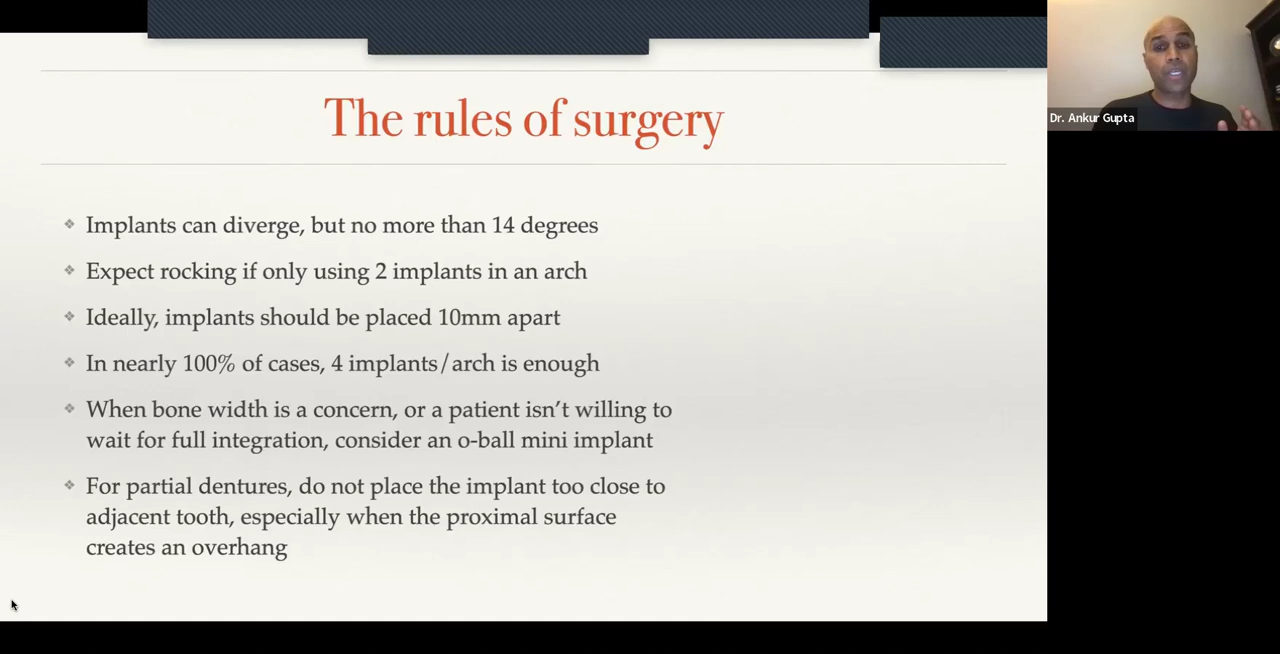 The rules of surgery
Implants can diverge, but no more than 14 degrees
Expect rocking if only using 2 implants in an arch
Ideally, implants should be placed 10mm apart
In nearly 100% of cases, 4 implants/arch is enough
When bone width is a concern, or a patient isn’t willing to
wait for full integration, consider an o-ball mini implant
For partial dentures, do not place the implant too close to
adjacent tooth, especially when the proximal surface
creates an overhang
Dr. Ankur Gupta